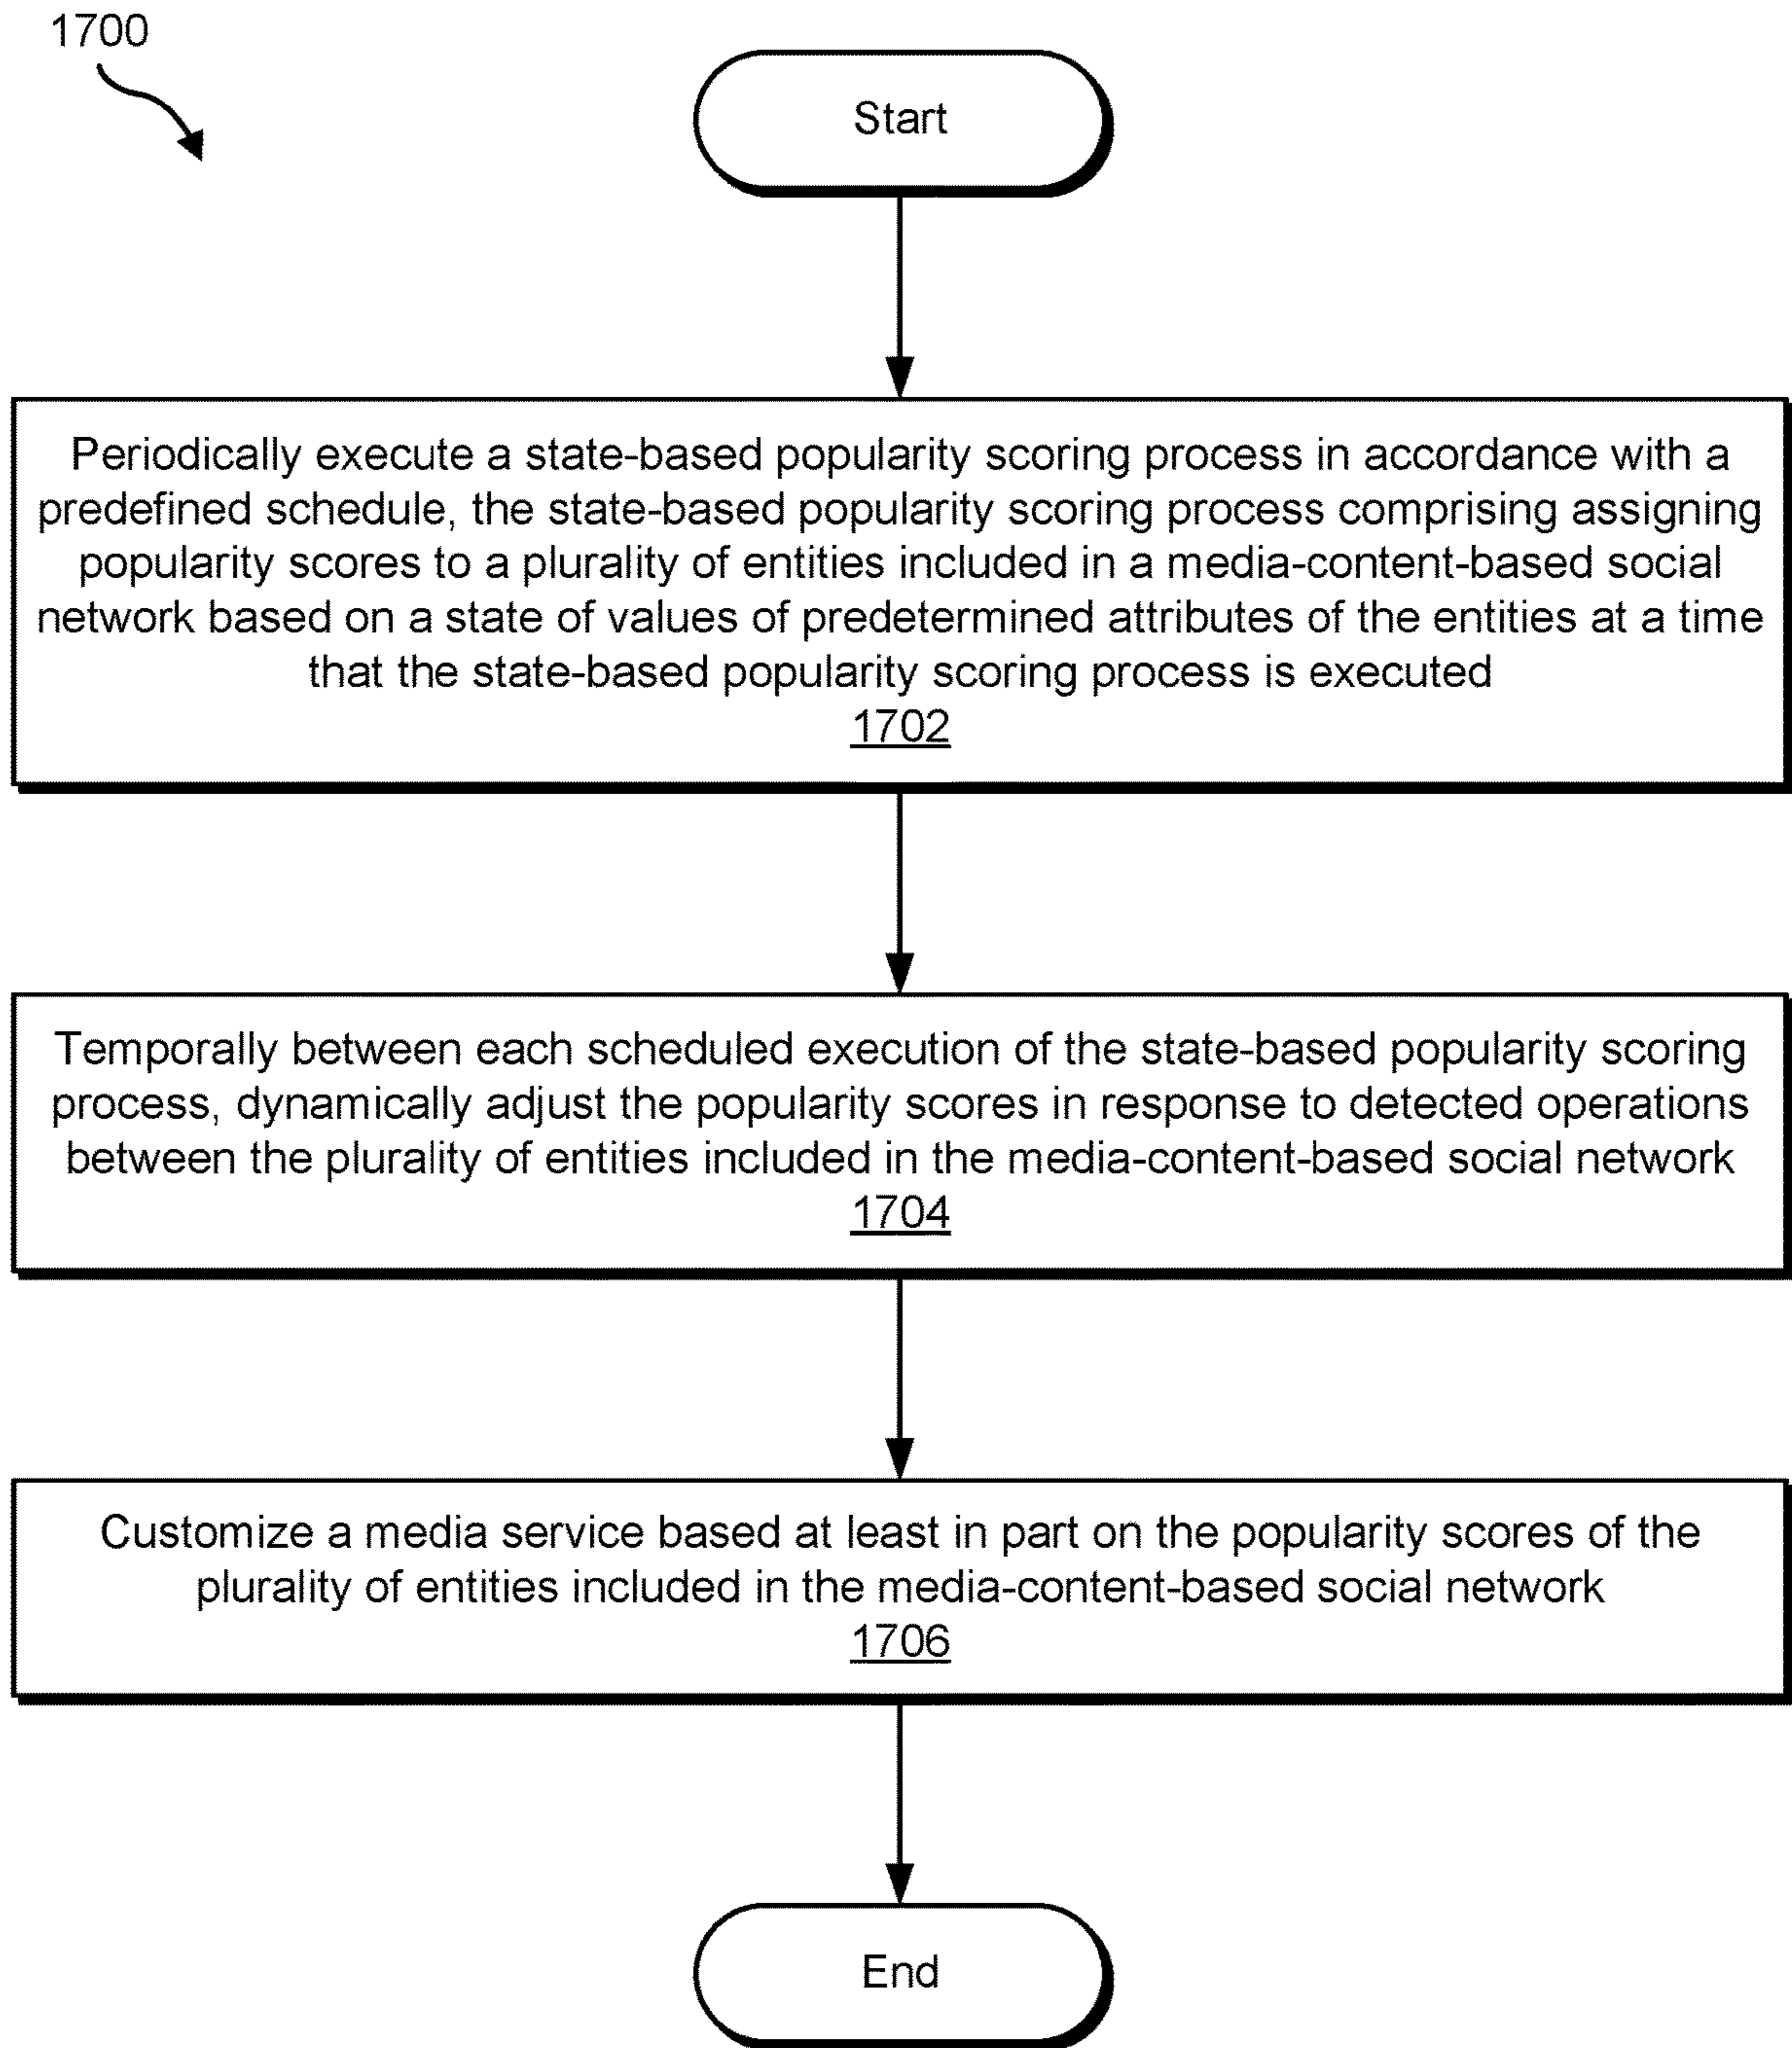 1700
Start
Periodically execute a state-based popularity scoring process in accordance with a
predefined schedule, the state-based popularity scoring process comprising assigning
popularity scores to a plurality of entities included in a media-content-based social
network based on a state of values of predetermined attributes of the entities at a time
that the state-based popularity scoring process is executed
1702
Temporally between each scheduled execution of the state-based popularity scoring
process, dynamically adjust the popularity scores in response to detected operations
between the plurality of entities included in the media-content-based social network
1704
Customize a media service based at least in part on the popularity scores of the
plurality of entities included in the media-content-based social network
1706
End